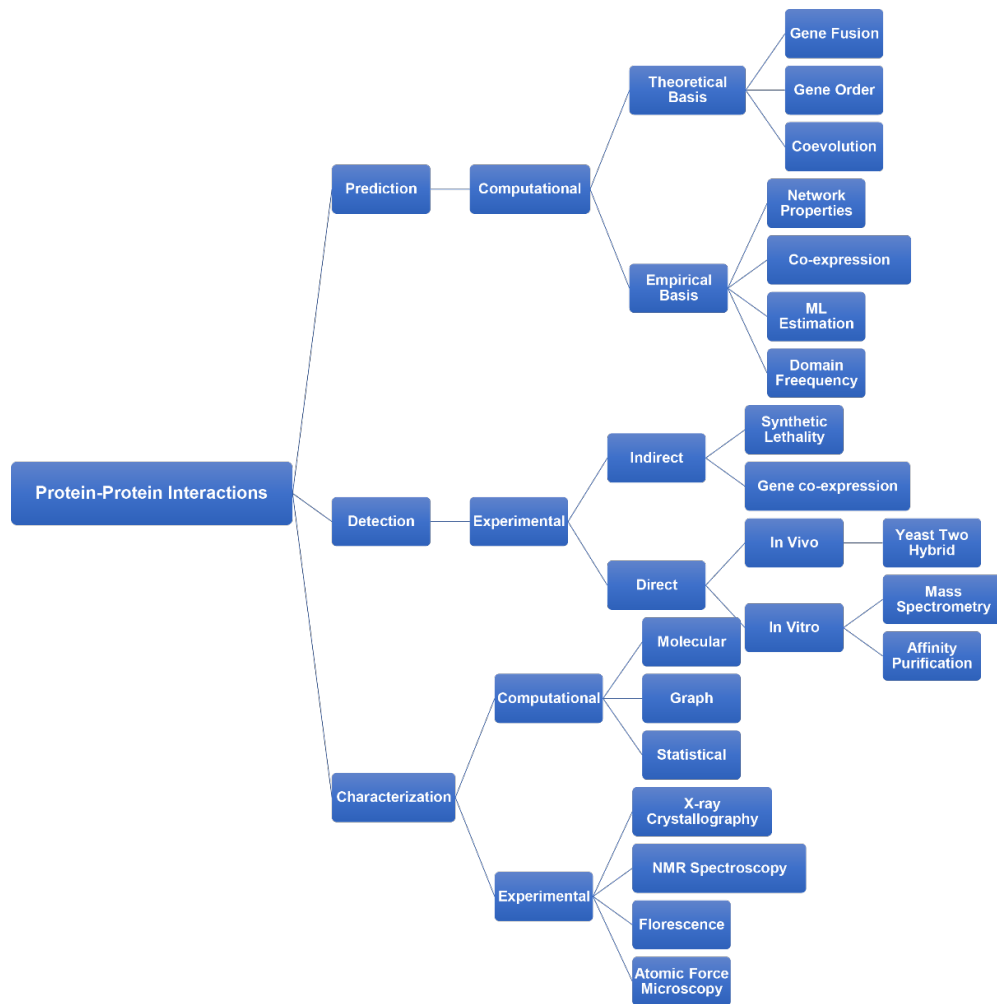 Gene Fusion
Theoretical
Basis
Gene Order
Coevolution
Prediction
Computational
Network
Properties
Co-expression
Empirical
Basis
ML
Estimation
Domain
Freequency
Protein-Protein Interactions
Synthetic
Lethality
Indirect
Gene co-expression
Detection
Experimental
In Vivo
Yeast Two
Hybrid
Direct
Mass
Spectrometry
In Vitro
Affinity
Purification
Molecular
Computational
Graph
Statistical
Characterization
X-ray
Crystallography
NMR Spectroscopy
Experimental
Florescence
Atomic Force
Microscopy